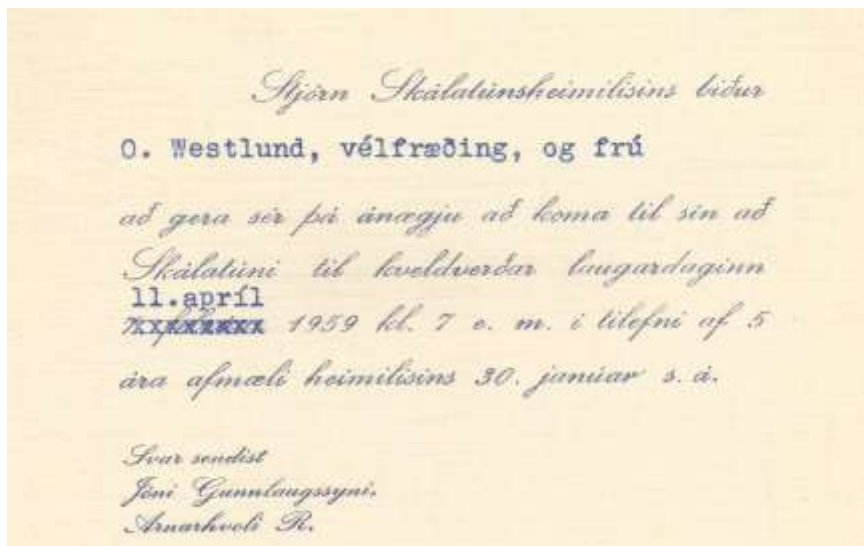 Stjórn Skálatúnsheimilisins biður
O. Westlund, vélfræðing, og frú
að gera sér þá ánægju að koma til sín að
Skálatúni til kveldverðar laugardaginn
11.apríl
1959 kl. 7 e. m. í tilefni af 5
ára afmæli heimilisins 30. janúar s. á.
Svar sendist
Jóni Gunnlaugssyni.
Arnarhvoli R.